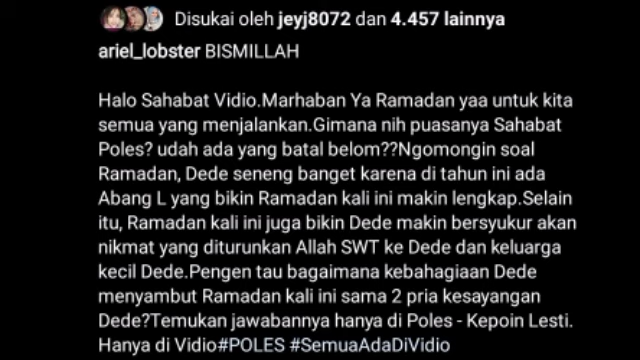 Disukai oleh jeyj8072 dan 4.457 lainnya
ariel_lobster BISMILLAH
Halo Sahabat Vidio.Marhaban Ya Ramadan yaa untuk kita
semua yang menjalankan.Gimana nih puasanya Sahabat
Poles? udah ada yang batal belom??Ngomongin soal
Ramadan, Dede seneng banget karena di tahun ini ada
Abang L yang bikin Ramadan kali ini makin lengkap.Selain
itu, Ramadan kali ini juga bikin Dede makin bersyukur akan
nikmat yang diturunkan Allah SWT ke Dede dan keluarga
kecil Dede.Pengen tau bagaimana kebahagiaan Dede
menyambut Ramadan kali ini sama 2 pria kesayangan
Dede?Temukan jawabannya hanya di Poles - Kepoin Lesti.
Hanya di Vidio#POLES #SemuaAdaDiVidio